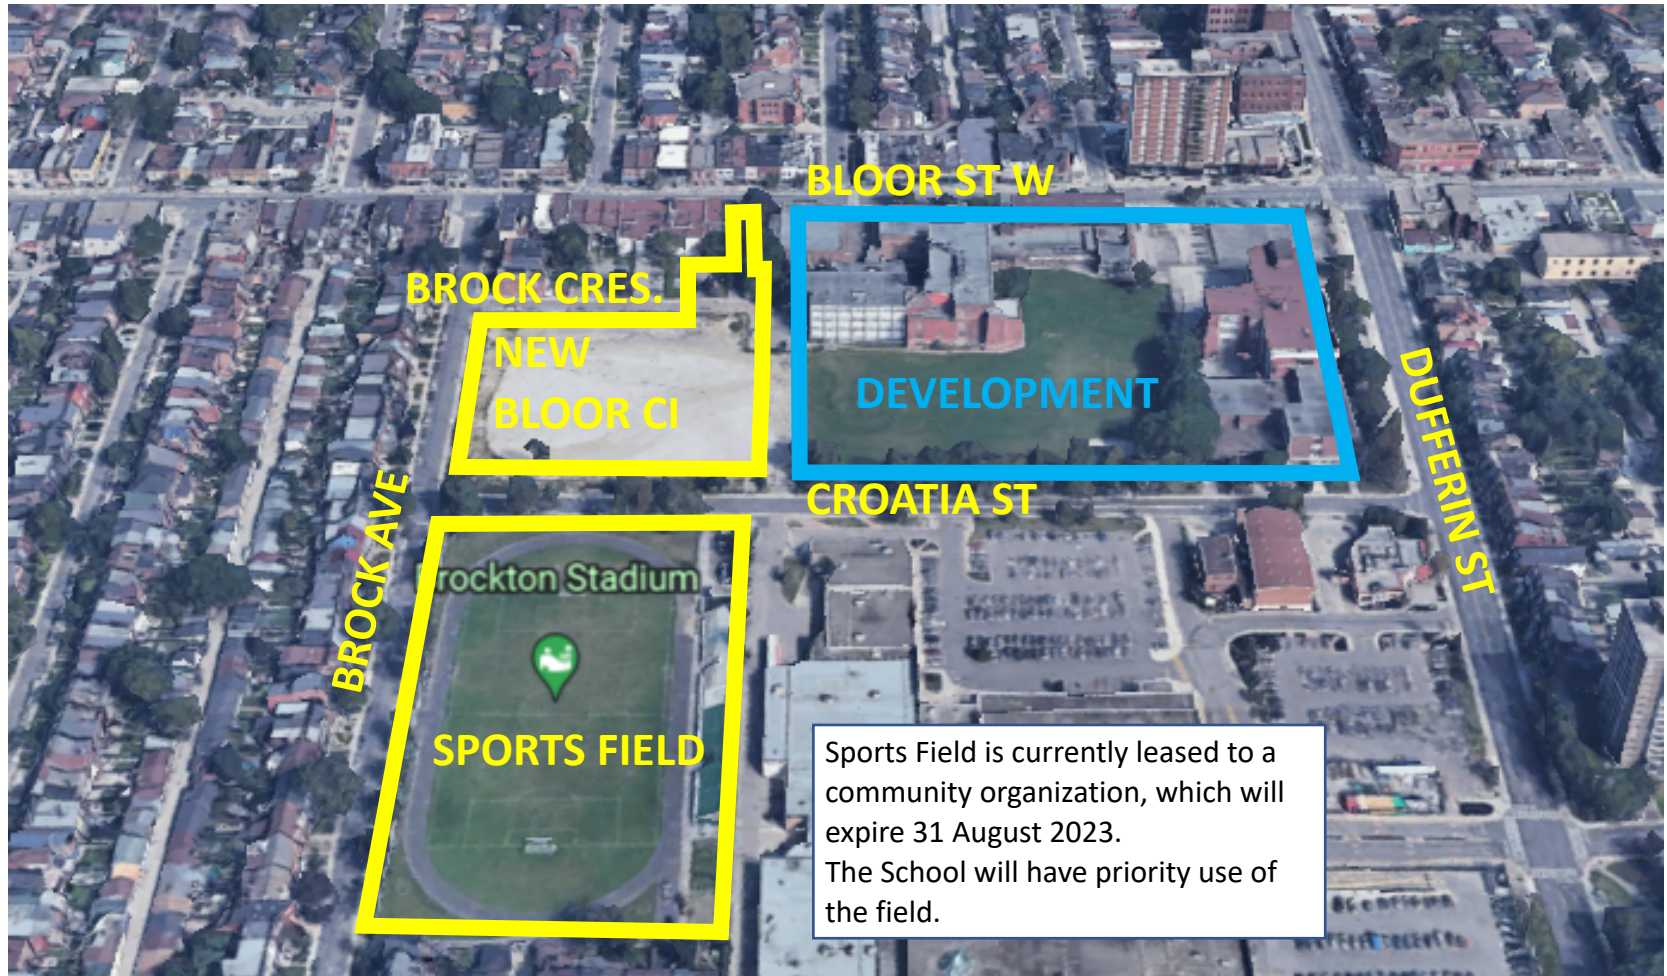 BLOOR ST W
BROCK CRES.
NEW
BLOOR CI
DEVELOPMENT
DUFFERIN ST
CROATIA ST
BROCK AVE
Brockton Stadium
SPORTS FIELD
Sports Field is currently leased to a
community organization, which will
expire 31 August 2023.
The School will have priority use of
the field.